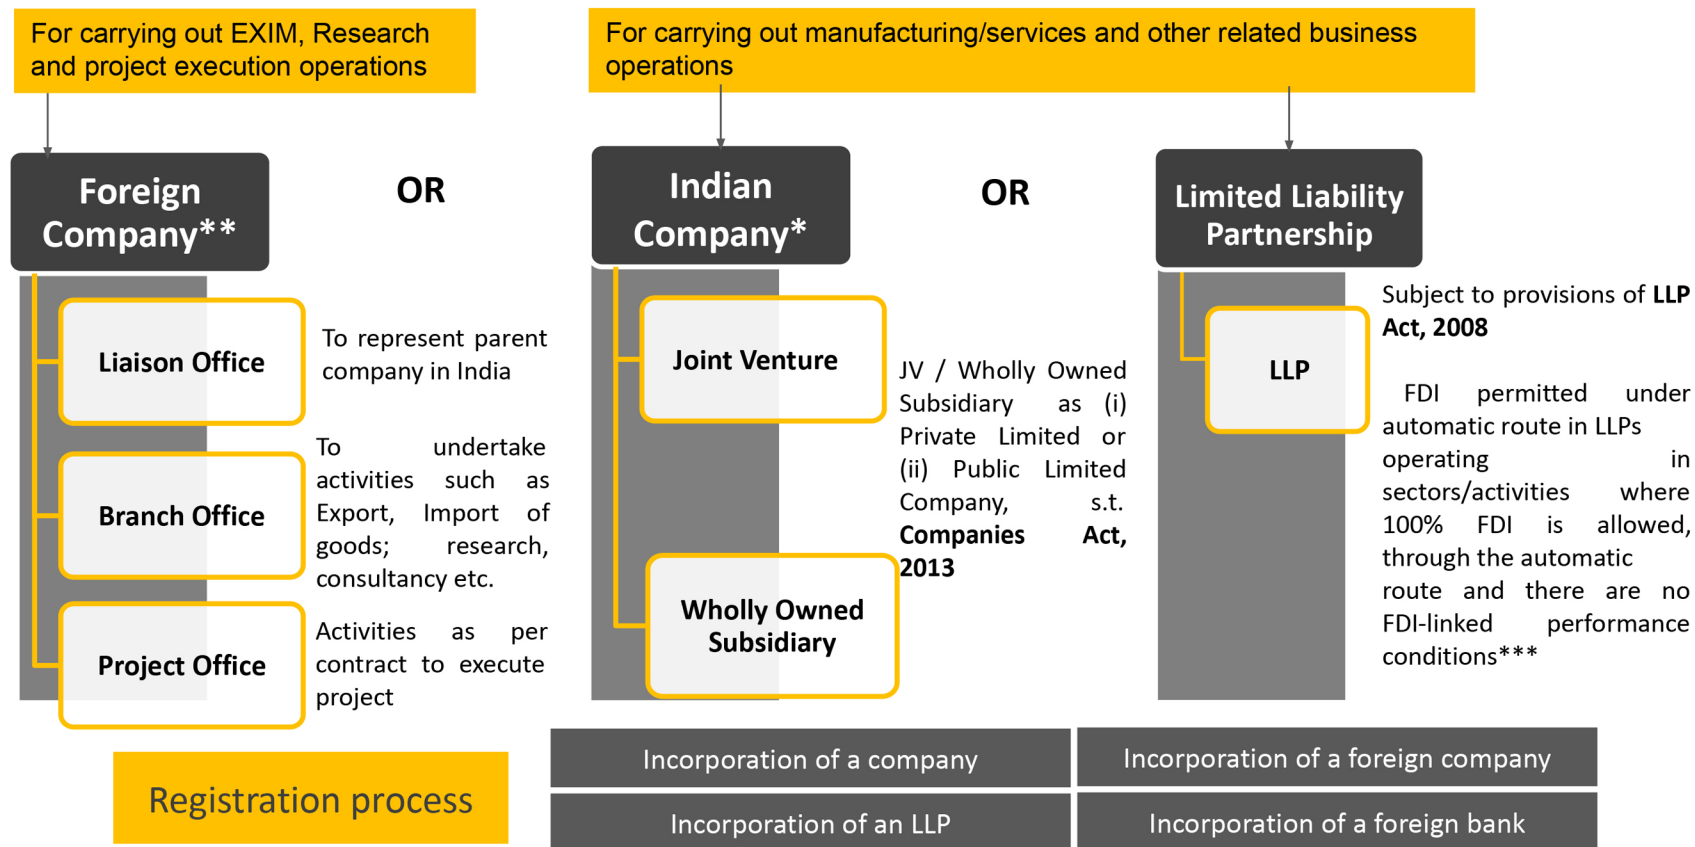 For carrying out EXIM, Research
and project execution operations
For carrying out manufacturing/services and other related business
operations
Foreign
Company**
OR
Indian
Company*
OR
Limited Liability
Partnership
Liaison Office
To represent parent
company in India
Branch Office
To undertake
activities such as
Export, Import of
goods; research,
consultancy etc.
Project Office
Activities as per
contract to execute
project
Joint Venture
JV / Wholly Owned
Subsidiary as (i)
Private Limited or
(ii) Public Limited
Company, s.t.
Companies Act,
2013
Wholly Owned
Subsidiary
LLP
Subject to provisions of LLP
Act, 2008
FDI permitted under
automatic route in LLPs
operating in
sectors/activities where
100% FDI is allowed,
through the automatic
route and there are no
FDI-linked performance
conditions***
Registration process
Incorporation of a company
Incorporation of a foreign company
Incorporation of an LLP
Incorporation of a foreign bank